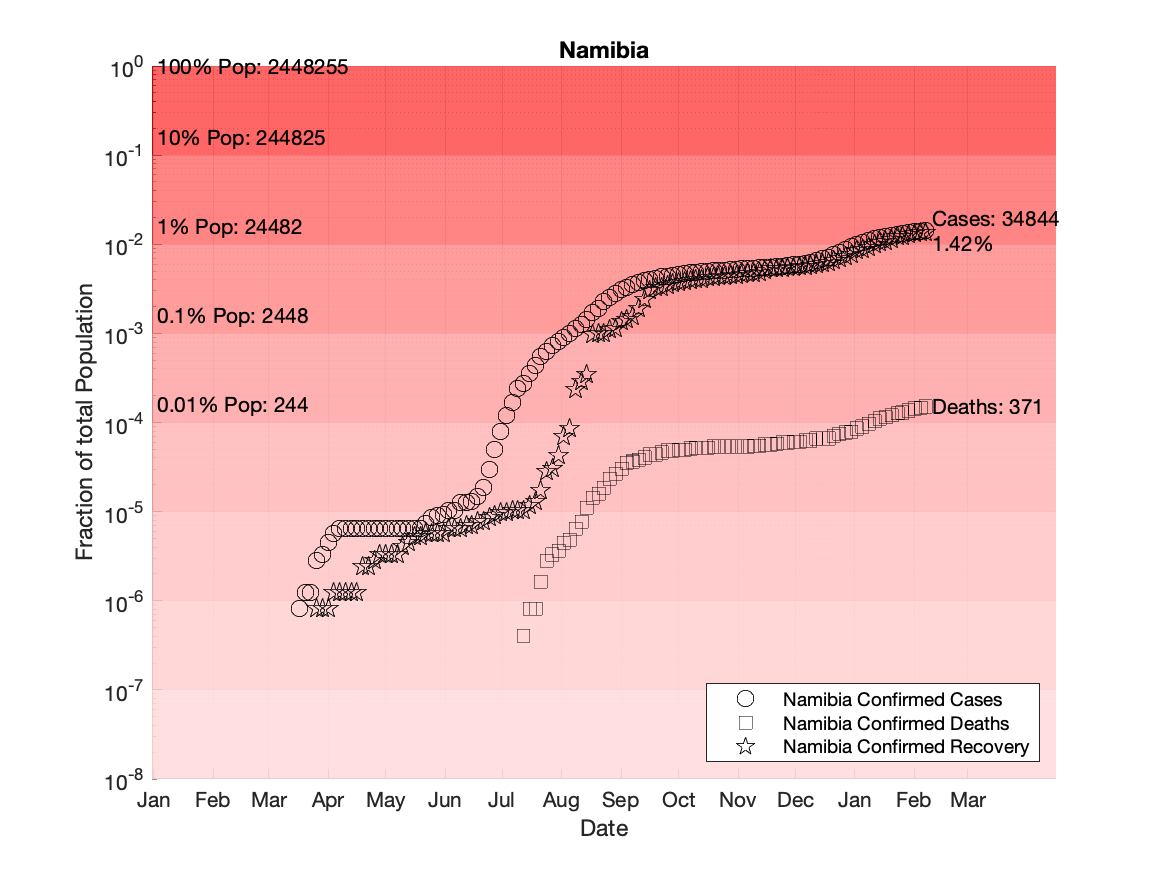 Namibia
Fraction of total Population
10^0
10^-1
10^-2
10^-3
10^-4
10^-5
10^-6
10^-7
10^-8
100% Pop: 2448255
10% Pop: 244825
1% Pop: 24482
0.1% Pop: 2448
0.01% Pop: 244
Cases: 34844
1.42%
Deaths: 371
Namibia Confirmed Cases
Namibia Confirmed Deaths
Namibia Confirmed Recovery
Jan Feb Mar Apr May Jun Jul Aug Sep Oct Nov Dec Jan Feb Mar
Date